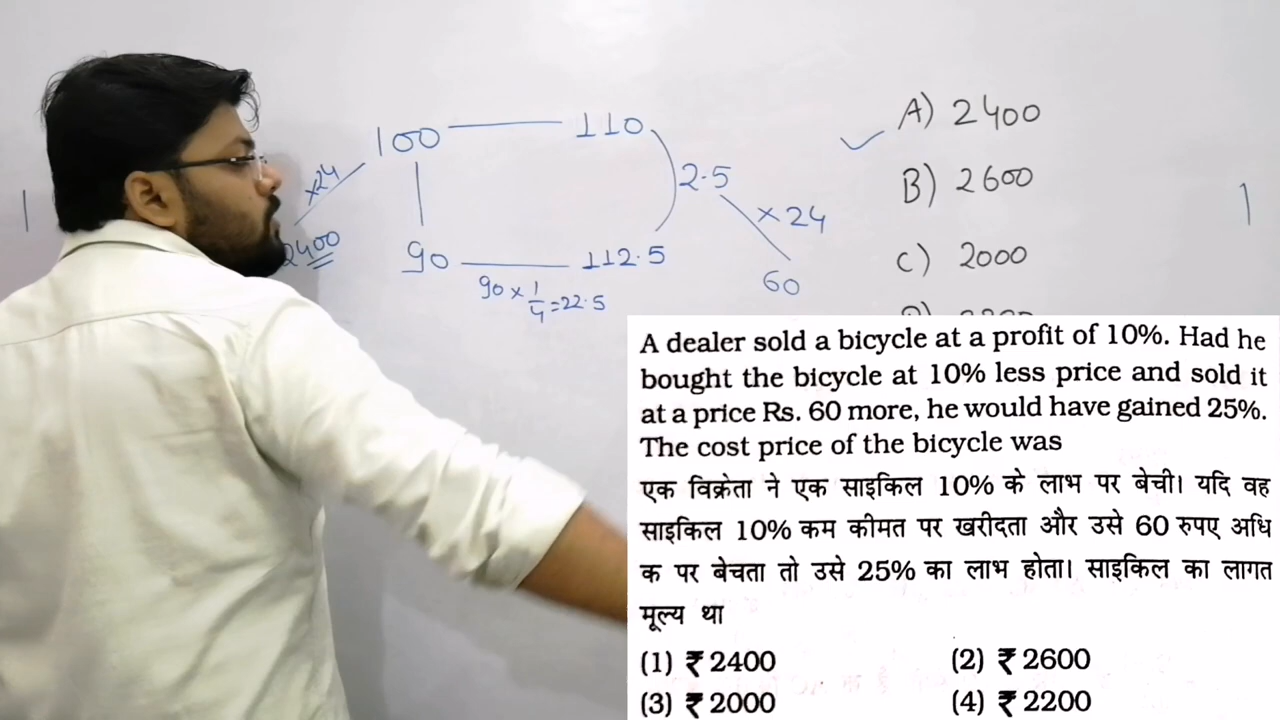 100 110
×24
2.5
×24
2400
90 112.5
90 × 1/4 = 22.5
60
A) 2400
B) 2600
C) 2000
A dealer sold a bicycle at a profit of 10%. Had he
bought the bicycle at 10% less price and sold it
at a price Rs. 60 more, he would have gained 25%.
The cost price of the bicycle was
एक विक्रेता ने एक साइकिल 10% के लाभ पर बेची। यदि वह
साइकिल 10% कम कीमत पर खरीदता और उसे 60 रुपए अधि
क पर बेचता तो उसे 25% का लाभ होता। साइकिल का लागत
मूल्य था
(1) ₹ 2400 (2) ₹ 2600
(3) ₹ 2000 (4) ₹ 2200